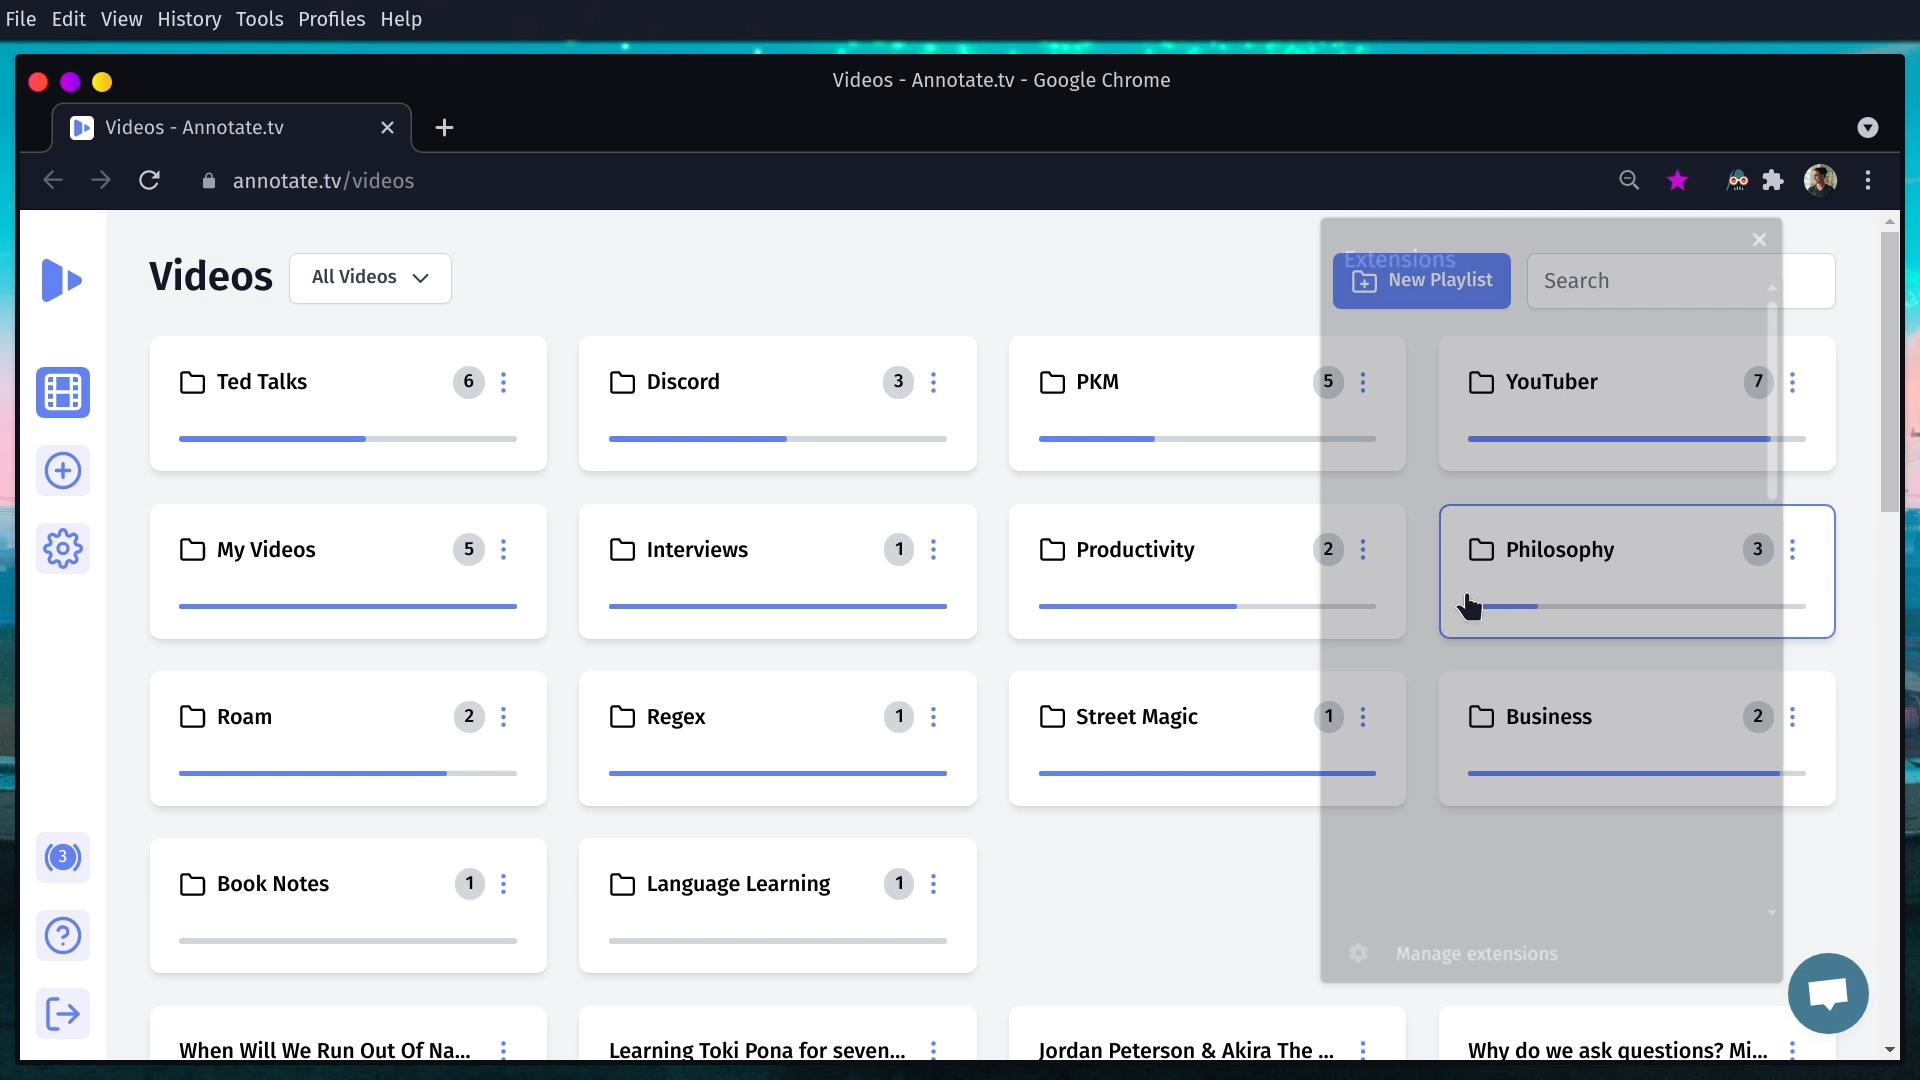 File Edit View History Tools Profiles Help
Videos - Annotate.tv - Google Chrome
Videos - Annotate.tv
annotate.tv/videos
Extensions
Videos
All Videos
New Playlist
Search
Ted Talks 6
Discord 3
PKM 5
YouTuber 7
My Videos 5
Interviews 1
Productivity 2
Philosophy 3
Roam 2
Regex 1
Street Magic 1
Business 2
3
Book Notes 1
Language Learning 1
Manage extensions
When Will We Run Out Of Na...
Learning Toki Pona for seven...
Jordan Peterson & Akira The ...
Why do we ask questions? Mi...